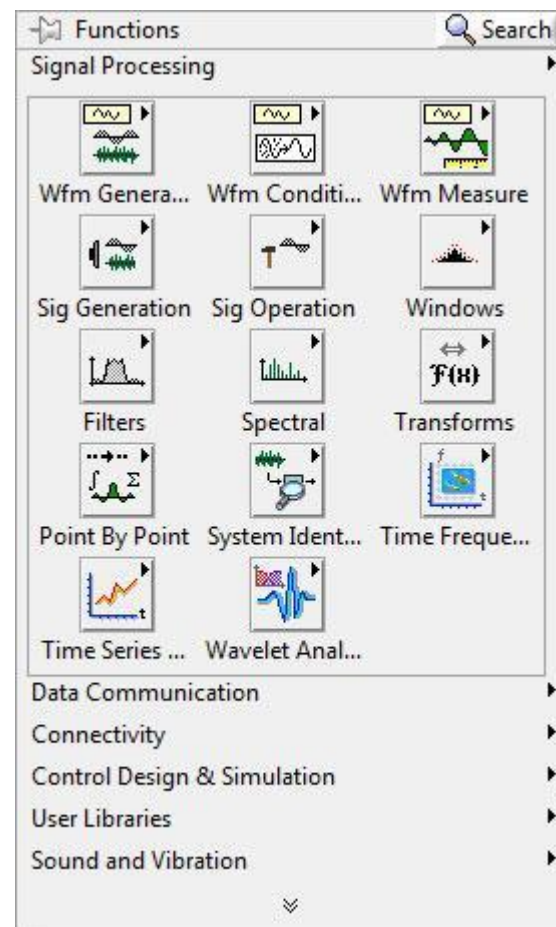 Functions Search
Signal Processing
Wfm Genera... Wfm Conditi... Wfm Measure
Sig Generation Sig Operation Windows
F(x)
Filters Spectral Transforms
∫ Σ f t
Point By Point System Ident... Time Freque...
t
Time Series ... Wavelet Anal...
Data Communication
Connectivity
Control Design & Simulation
User Libraries
Sound and Vibration